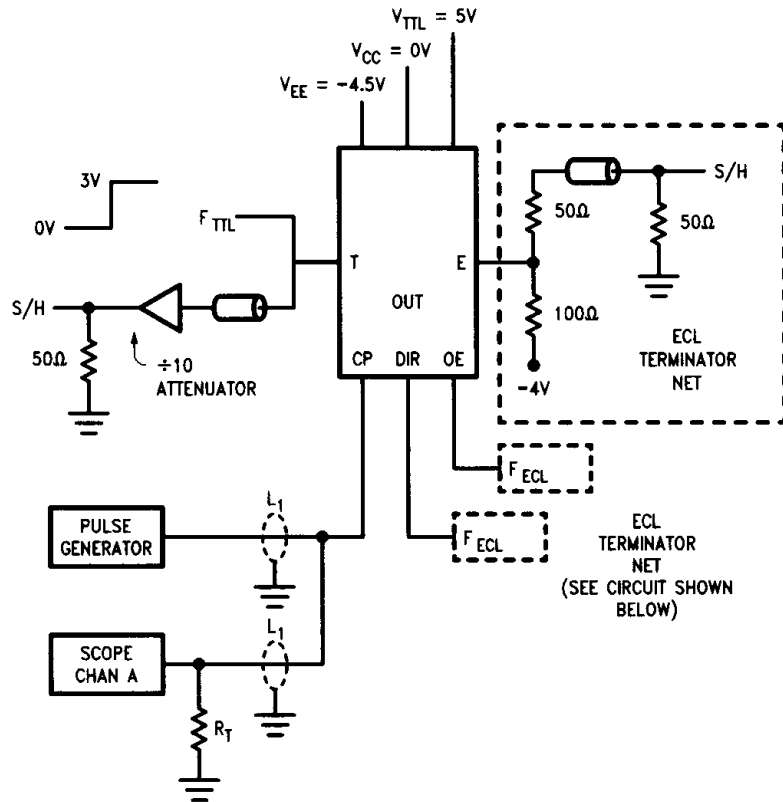 V_TTL = 5V
V_CC = 0V
V_EE = -4.5V
3V
0V
F_TTL
S/H
50Ω
÷10
ATTENUATOR
T
E
OUT
CP DIR OE
50Ω
S/H
50Ω
100Ω
-4V
ECL
TERMINATOR
NET
F_ECL
F_ECL
ECL
TERMINATOR
NET
(SEE CIRCUIT SHOWN
BELOW)
PULSE
GENERATOR
L_1
SCOPE
CHAN A
L_1
R_T